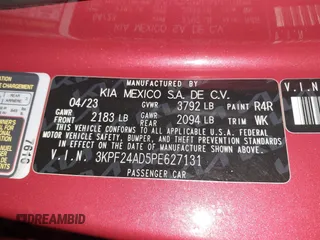 MANUFACTURED BY
KIA MEXICO S.A. DE C.V.
04/23 GVWR 3792 LB PAINT R4R
GAWR FRONT 2183 LB GAWR REAR 2094 LB TRIM WK
THIS VEHICLE CONFORMS TO ALL APPLICABLE U.S. FEDERAL
MOTOR VEHICLE SAFETY, BUMPER, AND THEFT PREVENTION
STANDARDS IN EFFECT ON THE DATE OF MANUFACTURE SHOWN ABOVE.
V.I.N. 3KPF24AD5PE627131
PASSENGER CAR
7610
V.I.N.
DREAMBID